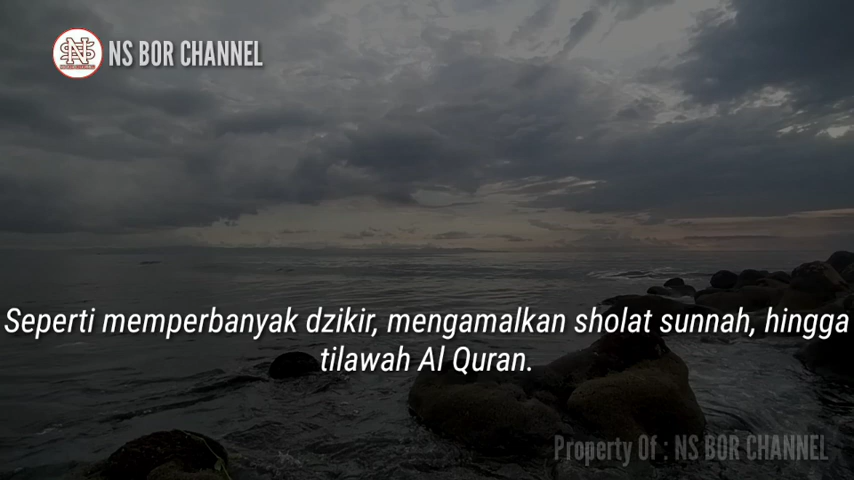 NS BOR CHANNEL
Seperti memperbanyak dzikir, mengamalkan sholat sunnah, hingga
tilawah Al Quran.
Property Of : NS BOR CHANNEL